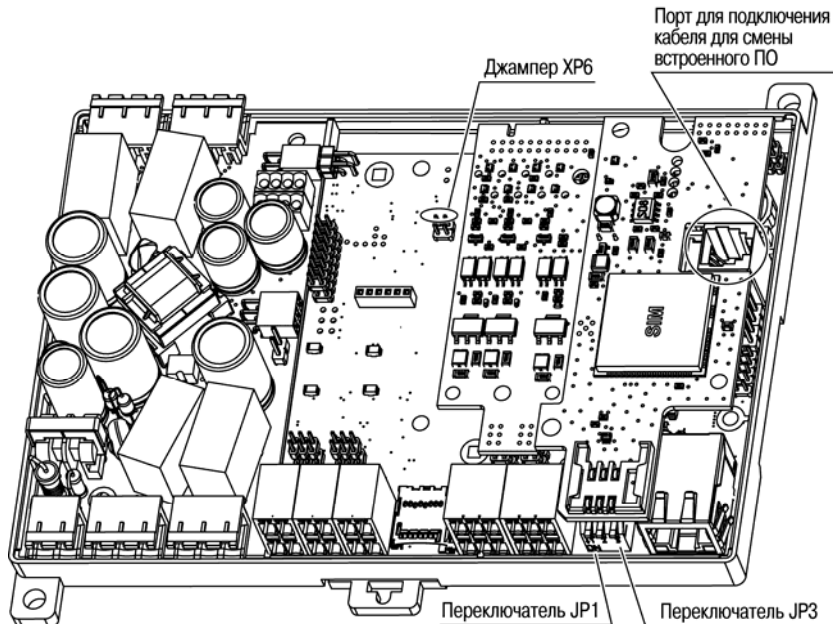 Порт для подключения
кабеля для смены
встроенного ПО
Джампер XP6
SIM
Переключатель JP1
Переключатель JP3